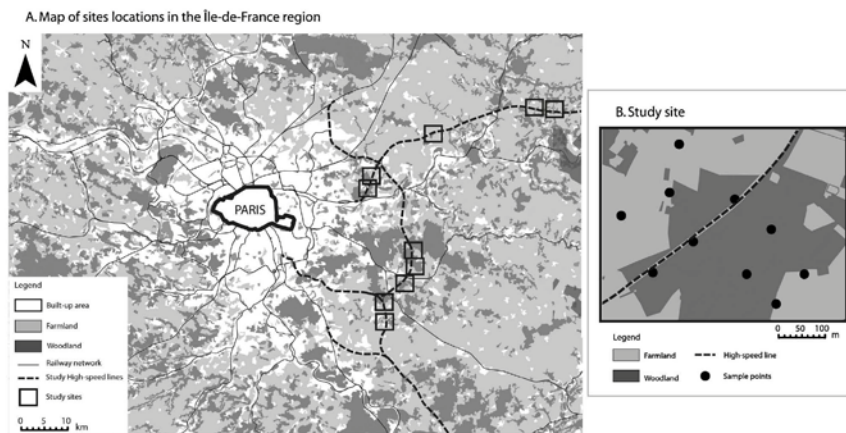 A. Map of sites locations in the Île-de-France region
N
PARIS
Legend
Built-up area
Farmland
Woodland
Railway network
Study High-speed lines
Study sites
0 5 10
km
B. Study site
0 50 100
m
Legend
Farmland
Woodland
High-speed line
Sample points